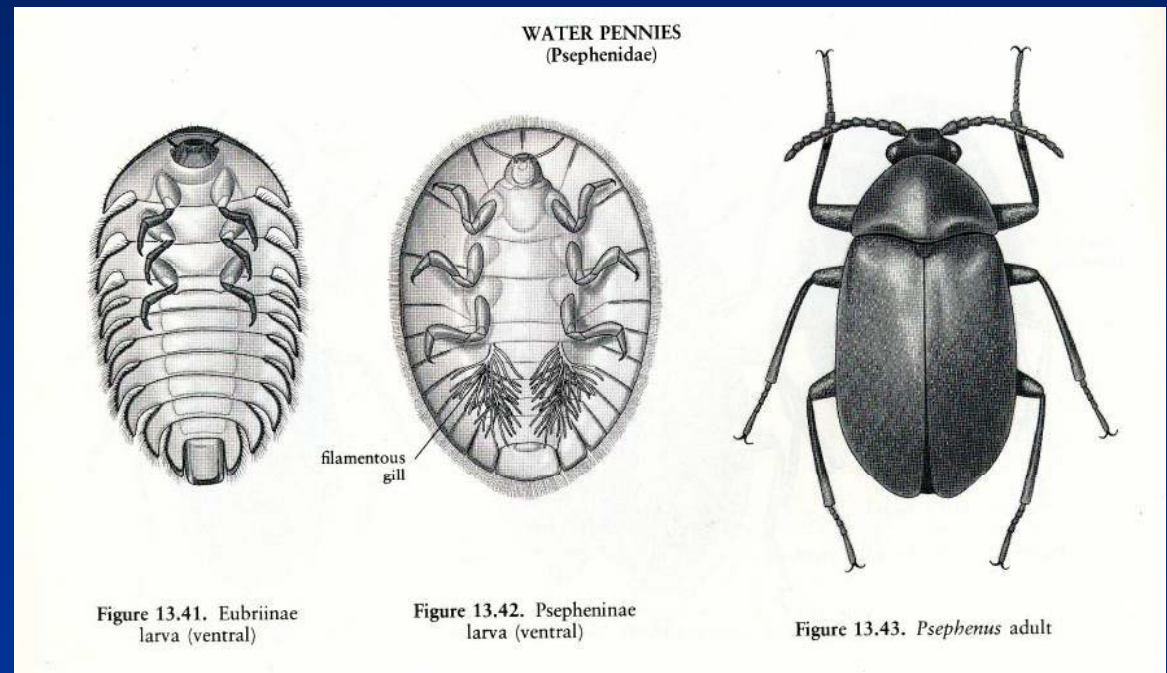 WATER PENNIES
(Psephenidae)
filamentous
gill
Figure 13.41. Eubriinae
larva (ventral)
Figure 13.42. Psepheninae
larva (ventral)
Figure 13.43. Psephenus adult